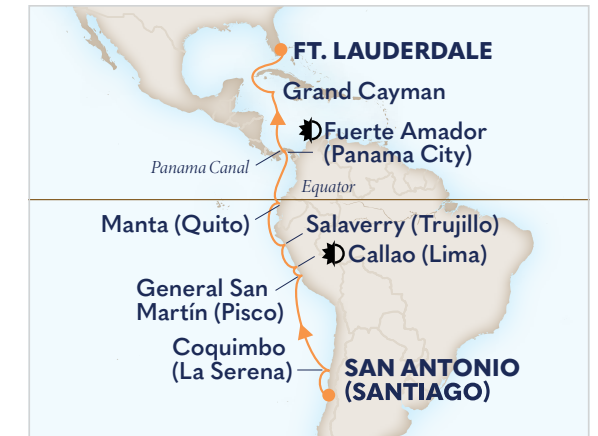 FT. LAUDERDALE
Grand Cayman
Fuerte Amador
(Panama City)
Panama Canal
Equator
Manta (Quito)
Salaverry (Trujillo)
Callao (Lima)
General San
Martín (Pisco)
Coquimbo
(La Serena)
SAN ANTONIO
(SANTIAGO)